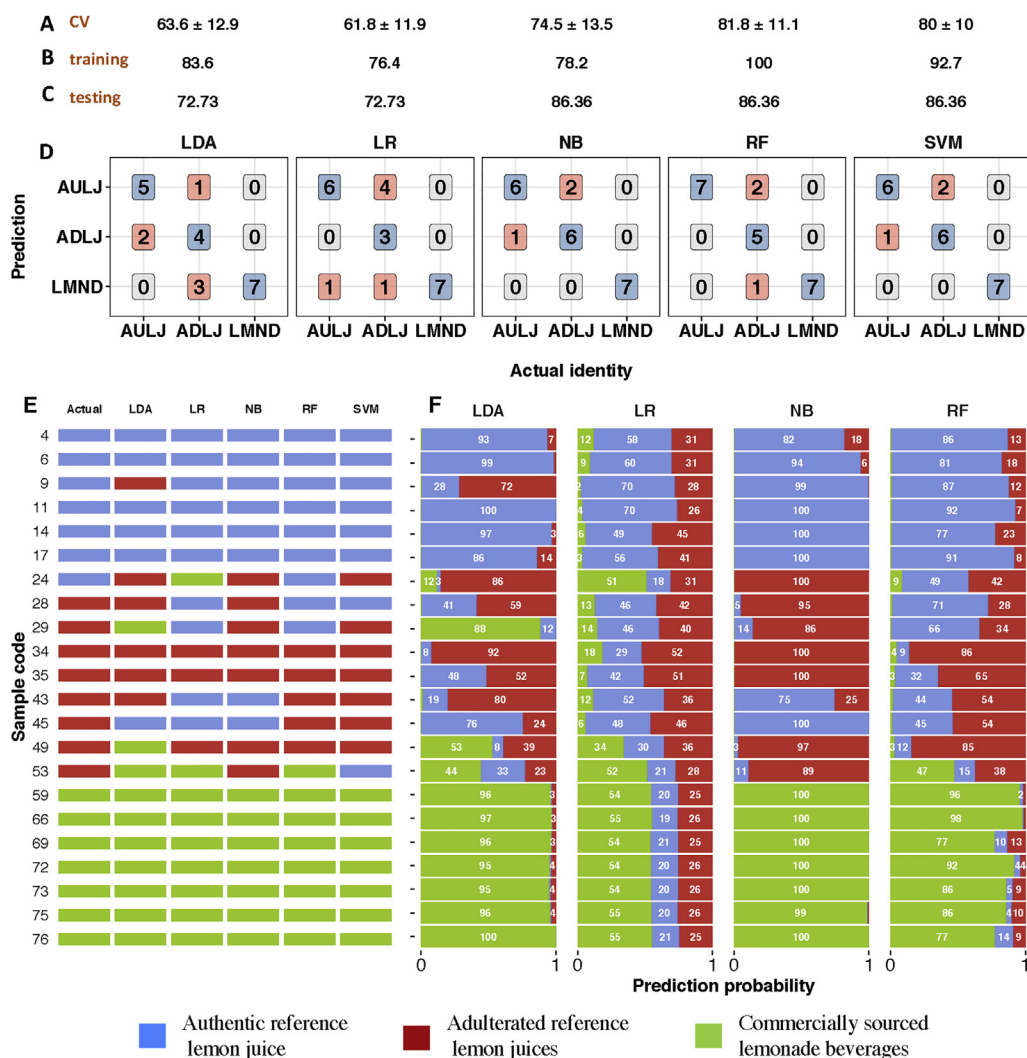 A CV 63.6 ± 12.9 61.8 ± 11.9 74.5 ± 13.5 81.8 ± 11.1 80 ± 10
B training 83.6 76.4 78.2 100 92.7
C testing 72.73 72.73 86.36 86.36 86.36
D LDA LR NB RF SVM
Prediction
AULJ 5 1 0 6 4 0 6 2 0 7 2 0 6 2 0
ADLJ 2 4 0 0 3 0 1 6 0 0 5 0 1 6 0
LMND 0 3 7 1 1 7 0 0 7 0 1 7 0 0 7
AULJ ADLJ LMND AULJ ADLJ LMND AULJ ADLJ LMND AULJ ADLJ LMND AULJ ADLJ LMND
Actual identity
E Actual LDA LR NB RF SVM F LDA LR NB RF
Sample code
4 93 7 12 58 31 82 18 86 13
6 99 9 60 31 94 6 81 18
9 28 72 2 70 28 99 87 12
11 100 4 70 26 100 92 7
14 97 3 6 49 45 100 77 23
17 86 14 3 56 41 100 91 8
24 12 3 86 51 18 31 100 9 49 42
28 41 59 13 46 42 5 95 71 28
29 88 12 14 46 40 14 86 66 34
34 8 92 18 29 52 100 4 9 86
35 48 52 7 42 51 100 3 32 65
43 19 80 12 52 36 75 25 44 54
45 76 24 6 48 46 100 45 54
49 53 8 39 34 30 36 3 97 3 12 85
53 44 33 23 52 21 28 11 89 47 15 38
59 96 3 54 20 25 100 96 2
66 97 3 55 19 26 100 98
69 96 3 54 21 25 100 77 10 13
72 95 4 54 20 26 100 92 4 4
73 95 4 54 20 26 100 86 5 9
75 96 4 55 20 26 99 86 4 10
76 100 55 21 25 100 77 14 9
0 1 0 1 0 1 0 1
Prediction probability
Authentic reference Adulterated reference Commercially sourced
lemon juice lemon juices lemonade beverages